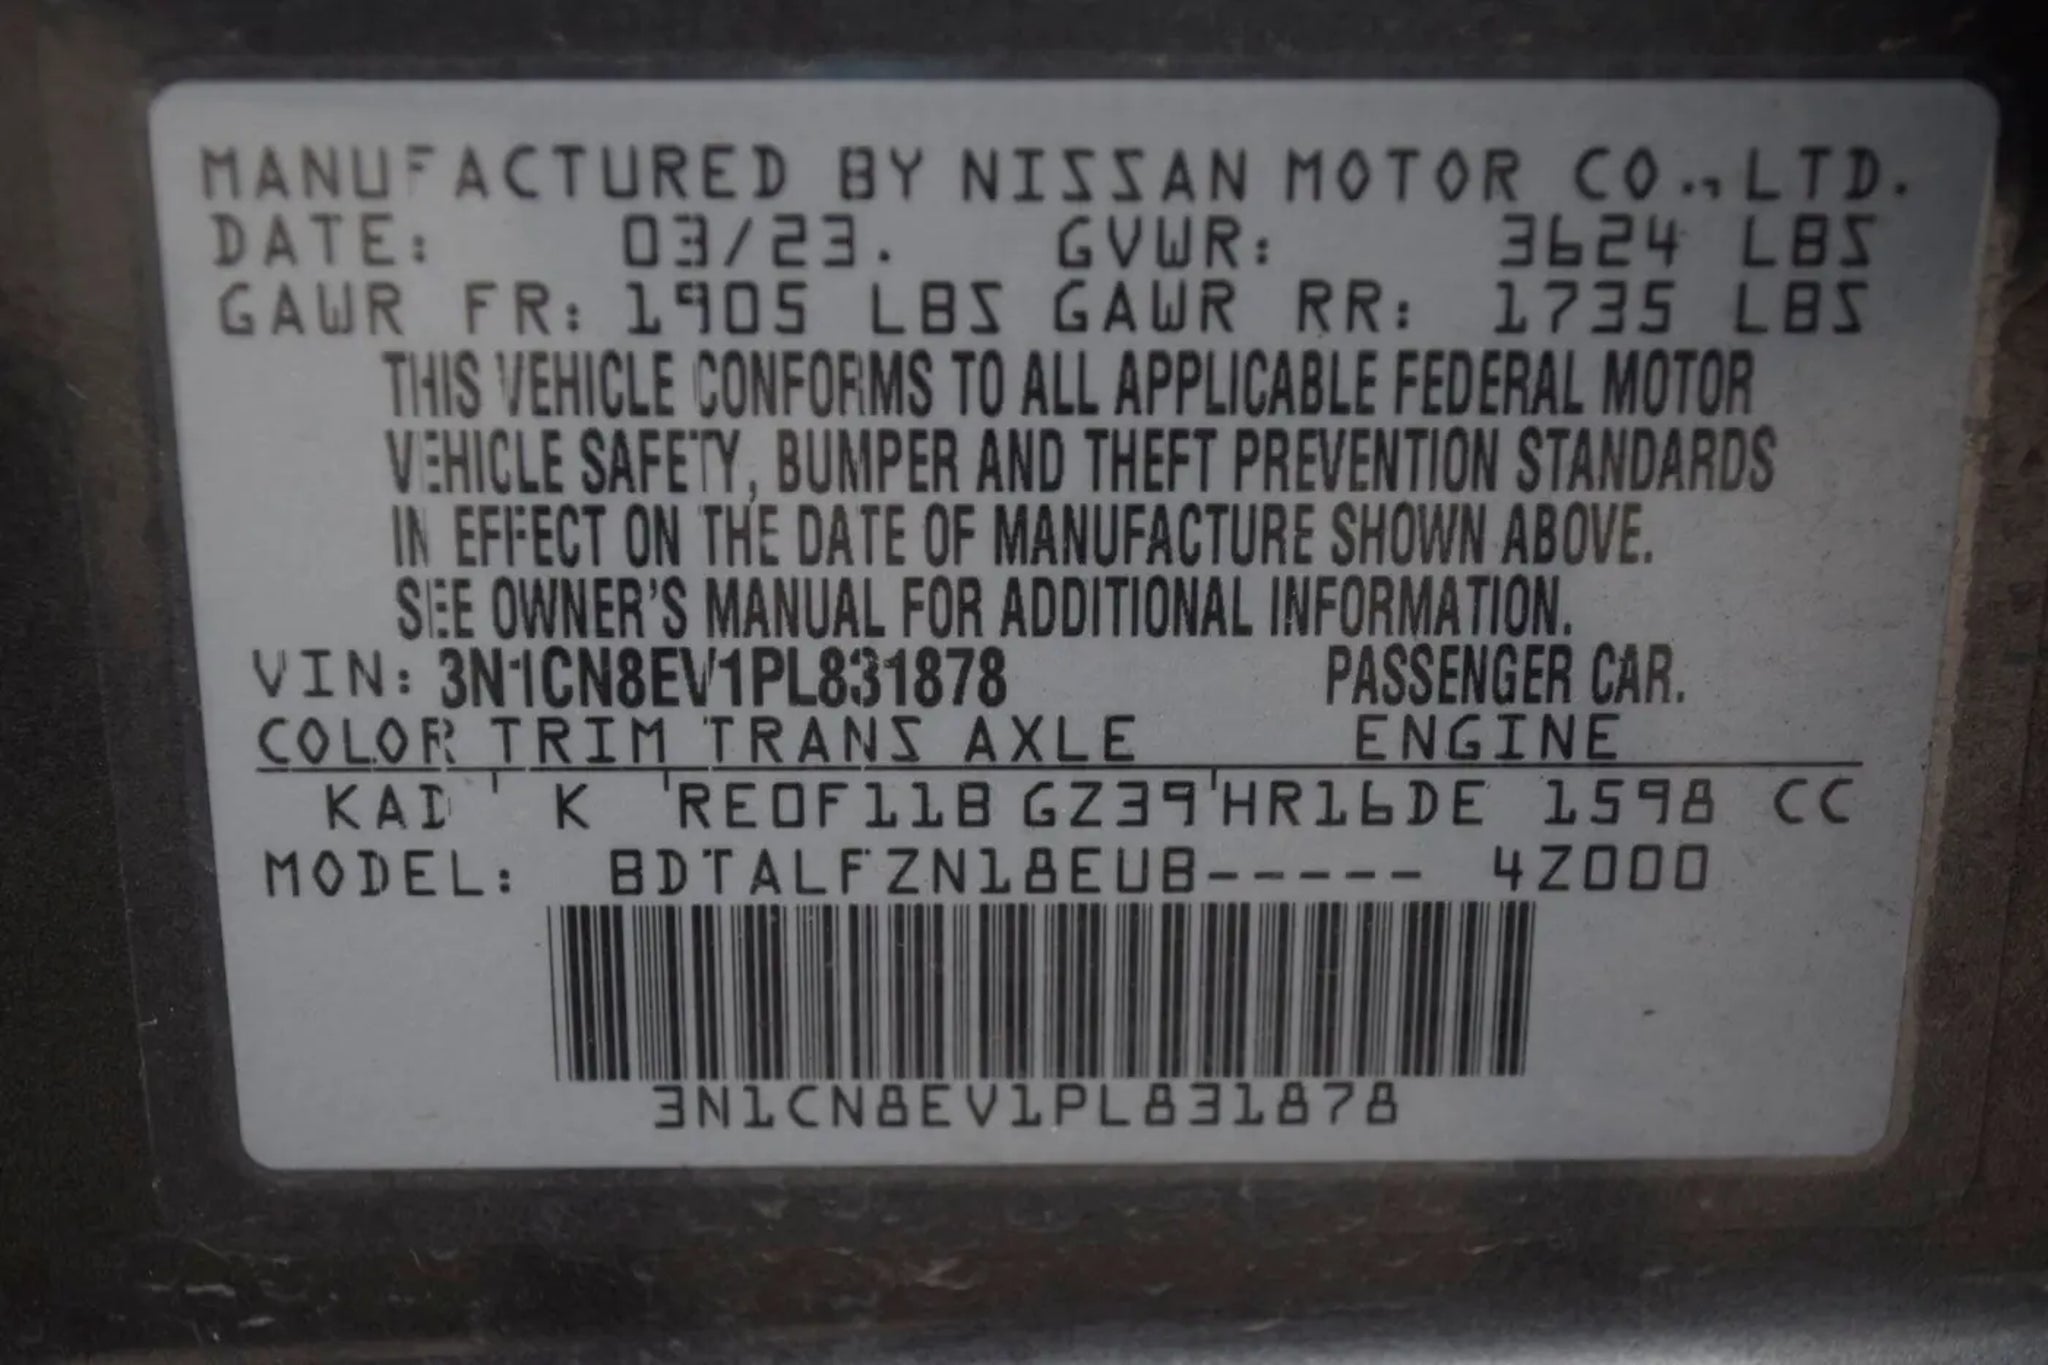 MANUFACTURED BY NISSAN MOTOR CO., LTD.
DATE: 03/23. GVWR: 3624 LBS
GAWR FR: 1905 LBS GAWR RR: 1735 LBS
THIS VEHICLE CONFORMS TO ALL APPLICABLE FEDERAL MOTOR
VEHICLE SAFETY, BUMPER AND THEFT PREVENTION STANDARDS
IN EFFECT ON THE DATE OF MANUFACTURE SHOWN ABOVE.
SEE OWNER'S MANUAL FOR ADDITIONAL INFORMATION.
VIN: 3N1CN8EV1PL831878 PASSENGER CAR.
COLOR TRIM TRANS AXLE ENGINE
KAD K RE0F11B GZ39 HR16DE 1598 CC
MODEL: BDTALFZN18EUB----- 4Z000
3N1CN8EV1PL831878